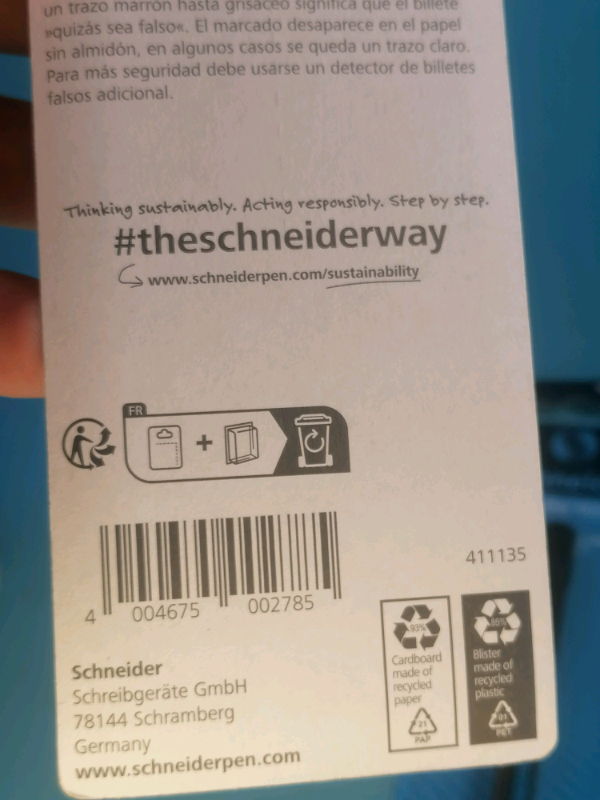 un trazo marrón hasta grisáceo significa que el billete
»quizás sea falso«. El marcado desaparece en el papel
sin almidón, en algunos casos se queda un trazo claro.
Para más seguridad debe usarse un detector de billetes
falsos adicional.
Thinking sustainably. Acting responsibly. Step by step.
#theschneiderway
www.schneiderpen.com/sustainability
FR
+
411135
4 004675 002785
Schneider
Schreibgeräte GmbH
78144 Schramberg
Germany
www.schneiderpen.com
93%
Cardboard
made of
recycled
paper
21
PAP
Blister
made of
recycled
plastic
01
PET